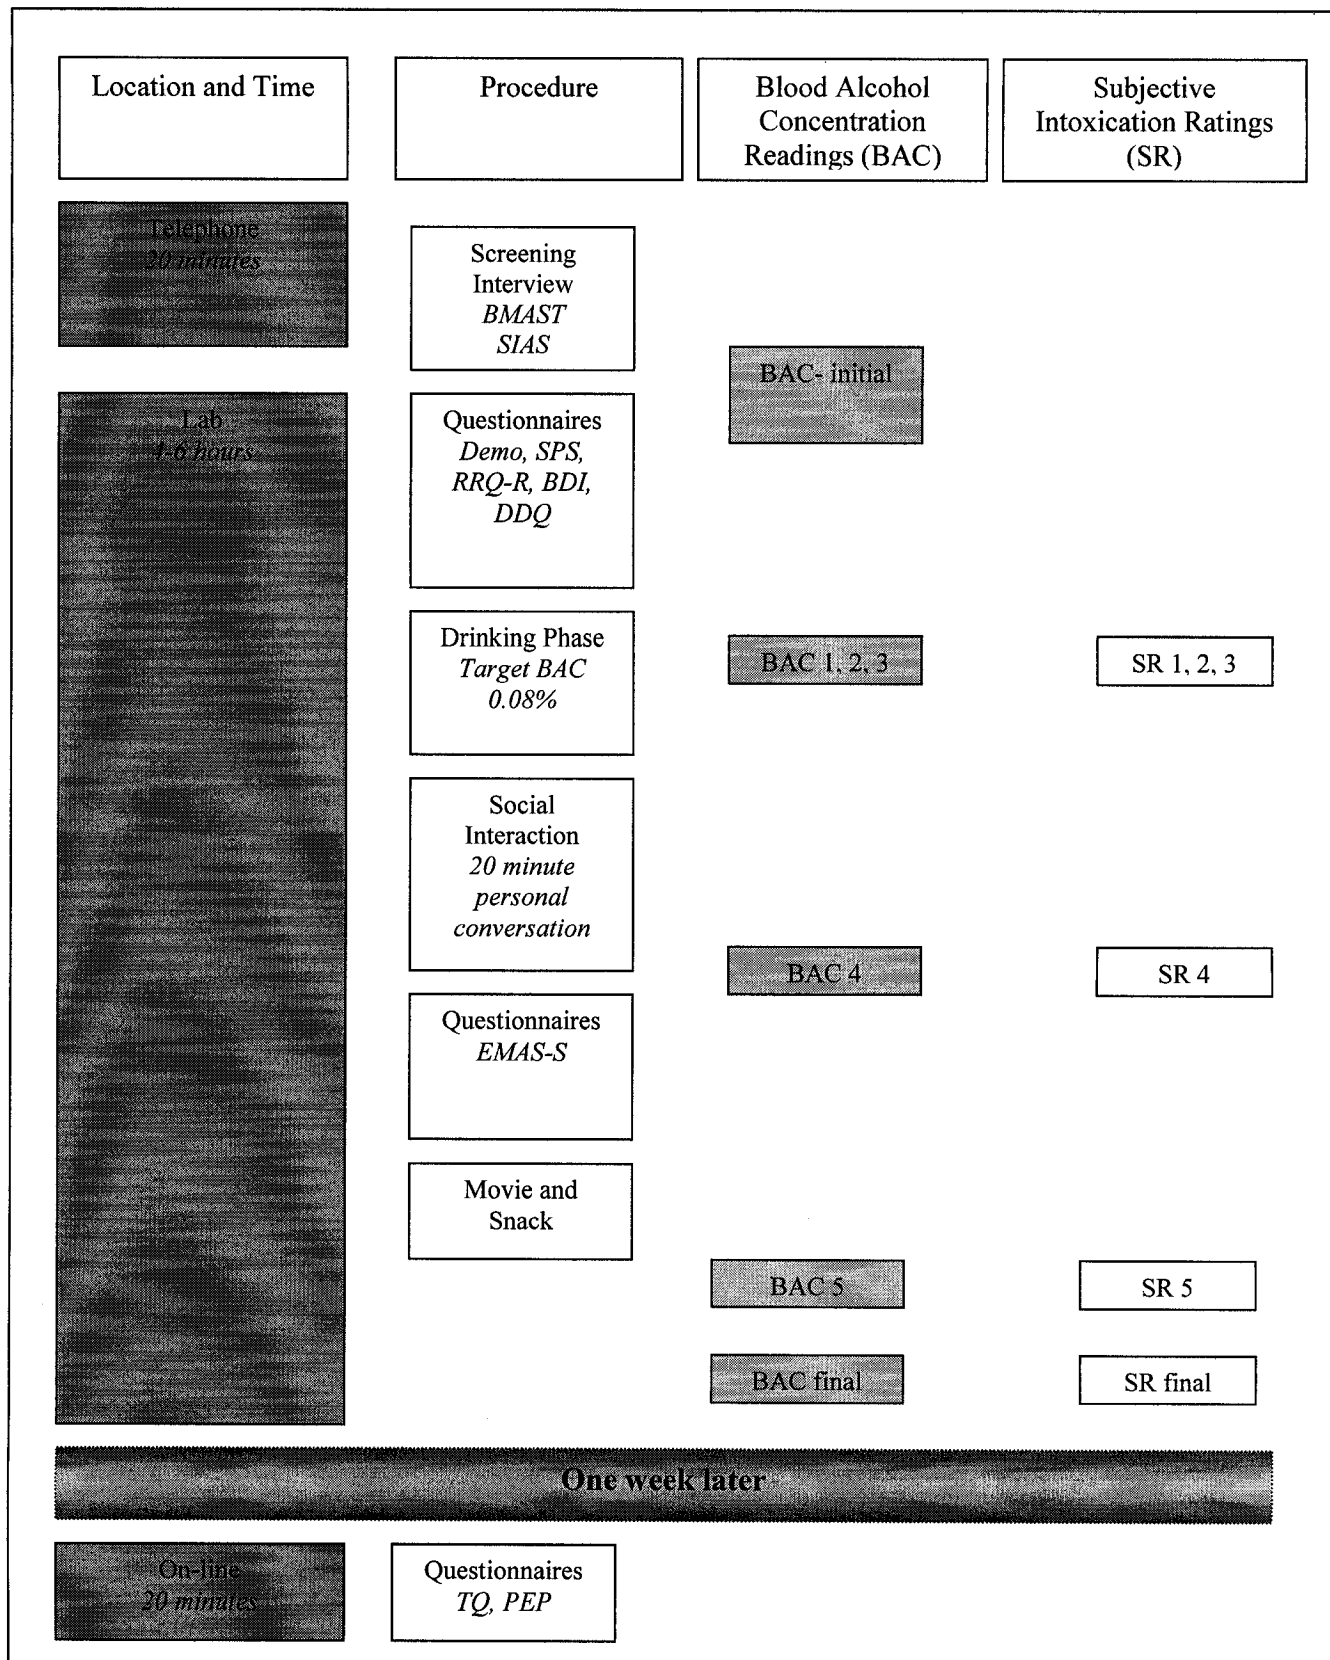 Location and Time
Procedure
Blood Alcohol
Concentration
Readings (BAC)
Subjective
Intoxication Ratings
(SR)
Telephone
20 minutes
Screening
Interview
BMAST
SIAS
BAC- initial
Lab
4-6 hours
Questionnaires
Demo, SPS,
RRQ-R, BDI,
DDQ
Drinking Phase
Target BAC
0.08%
BAC 1, 2, 3
SR 1, 2, 3
Social
Interaction
20 minute
personal
conversation
BAC 4
SR 4
Questionnaires
EMAS-S
Movie and
Snack
BAC 5
SR 5
BAC final
SR final
One week later
On-line
20 minutes
Questionnaires
TQ, PEP